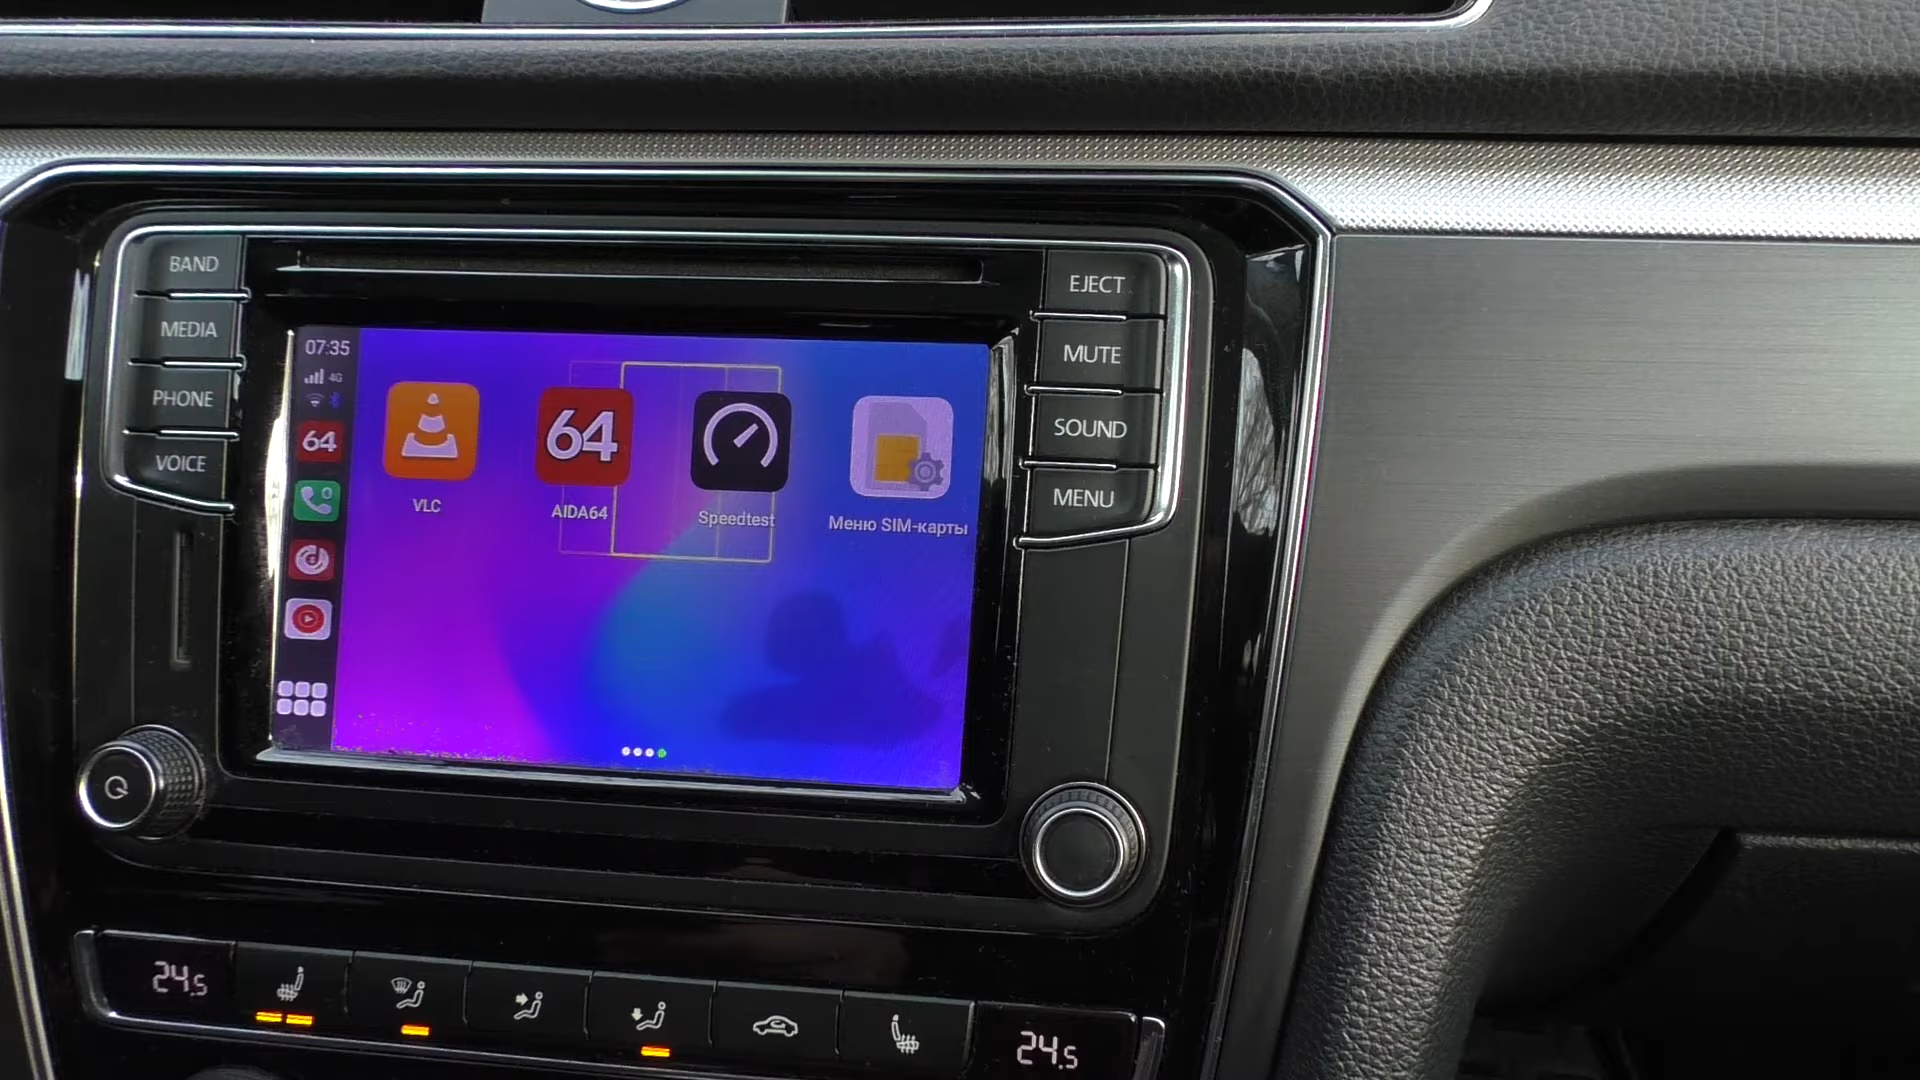 BAND
MEDIA
PHONE
VOICE
EJECT
MUTE
SOUND
MENU
07:35
4G
64
64
VLC
AIDA64
Speedtest
Меню SIM-карты
24.5
24.5